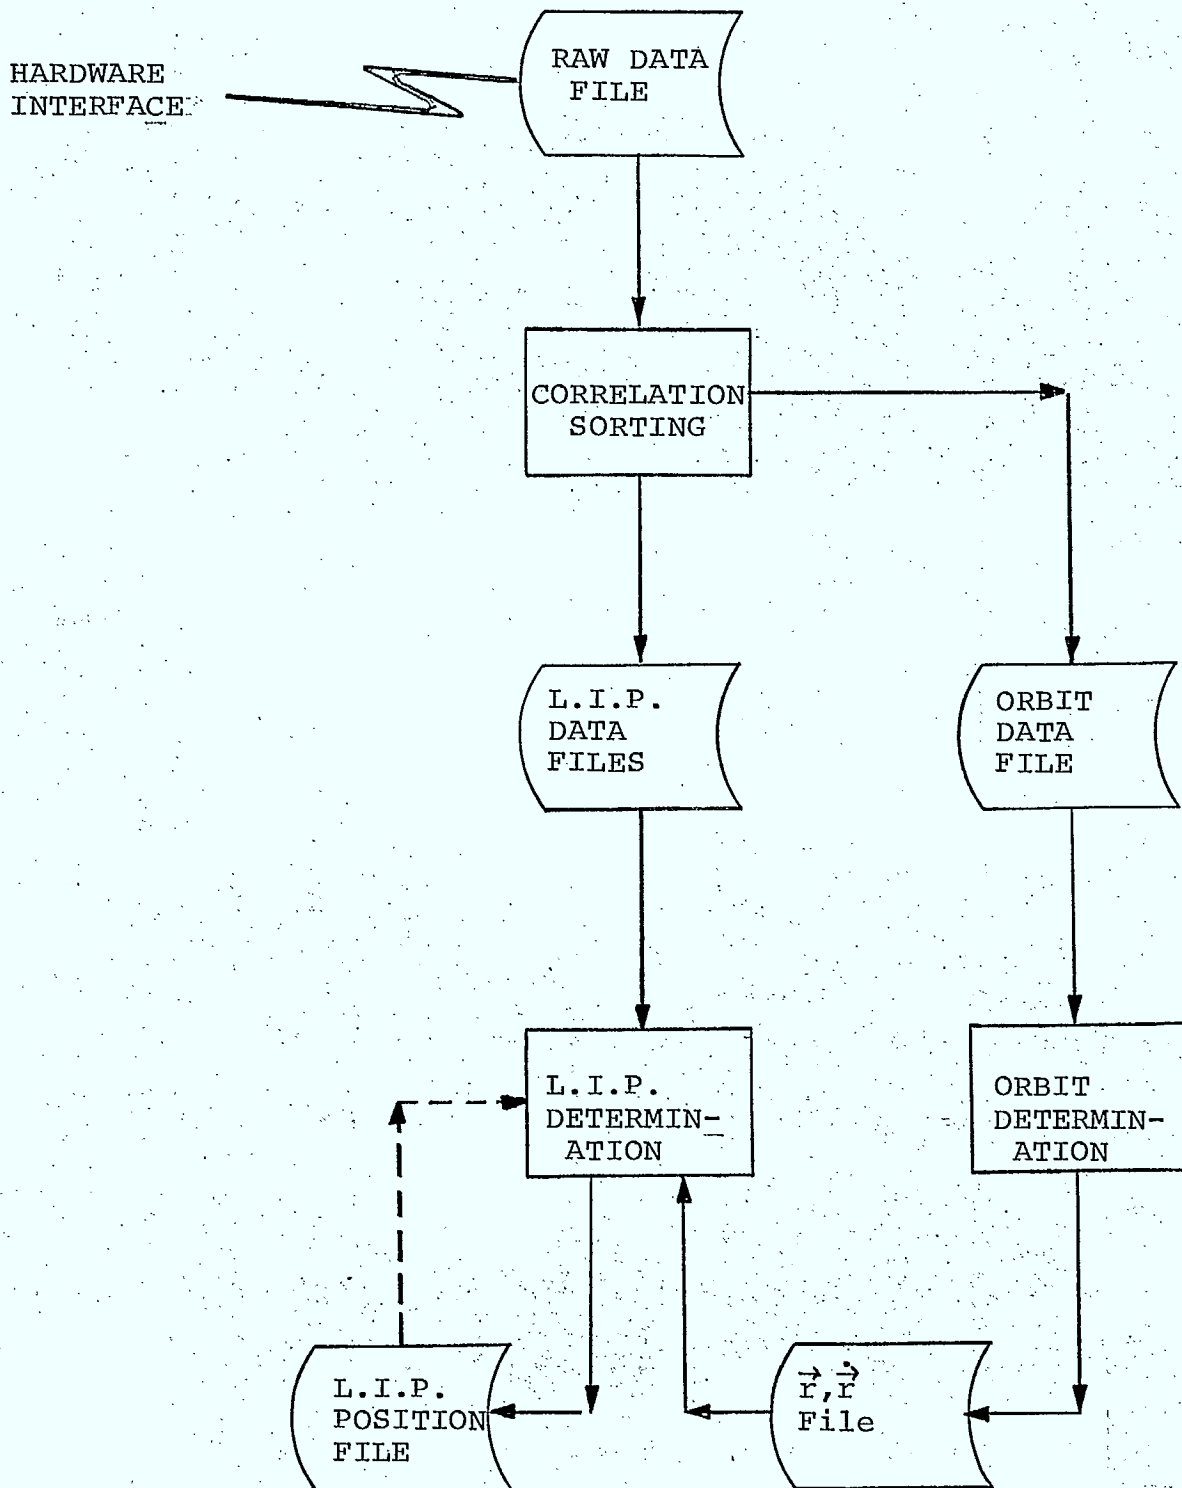 HARDWARE
INTERFACE
RAW DATA
FILE
CORRELATION
SORTING
L.I.P.
DATA
FILES
ORBIT
DATA
FILE
L.I.P.
DETERMIN-
ATION
ORBIT
DETERMIN-
ATION
L.I.P.
POSITION
FILE
r⃗, ṙ⃗
File